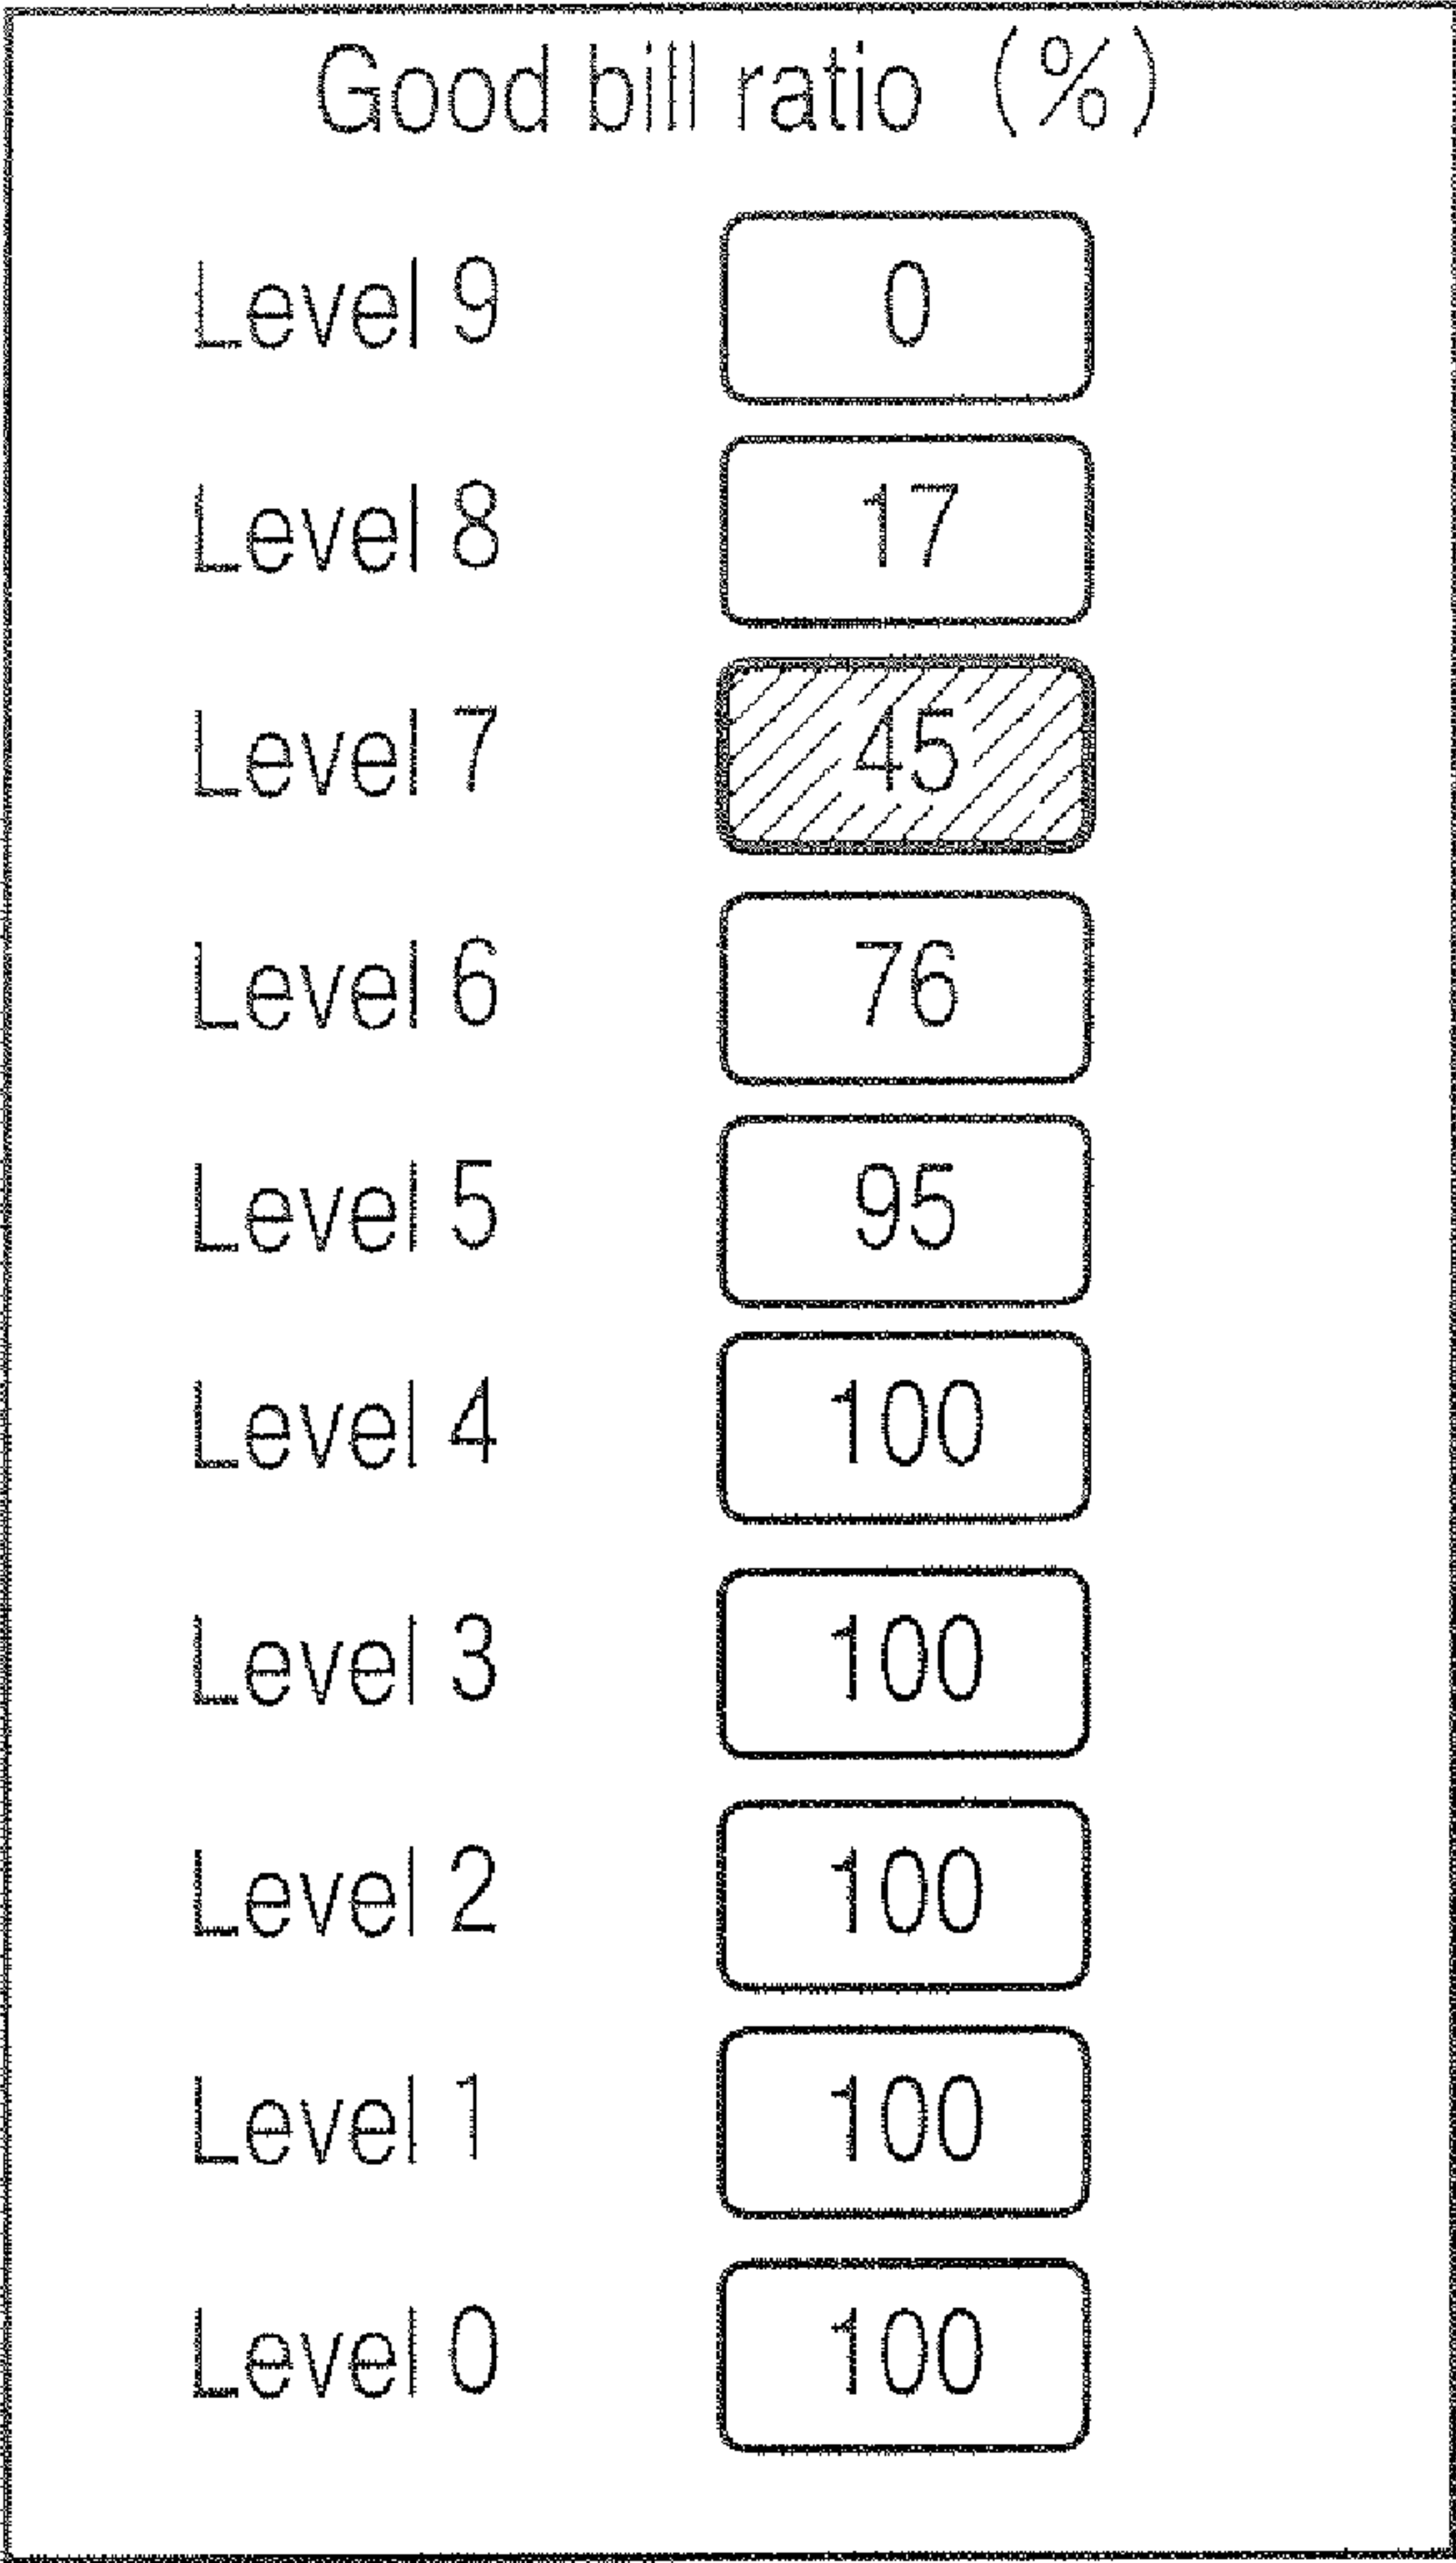 Good bill ratio (%)
Level 9 0
Level 8 17
Level 7 45
Level 6 76
Level 5 95
Level 4 100
Level 3 100
Level 2 100
Level 1 100
Level 0 100